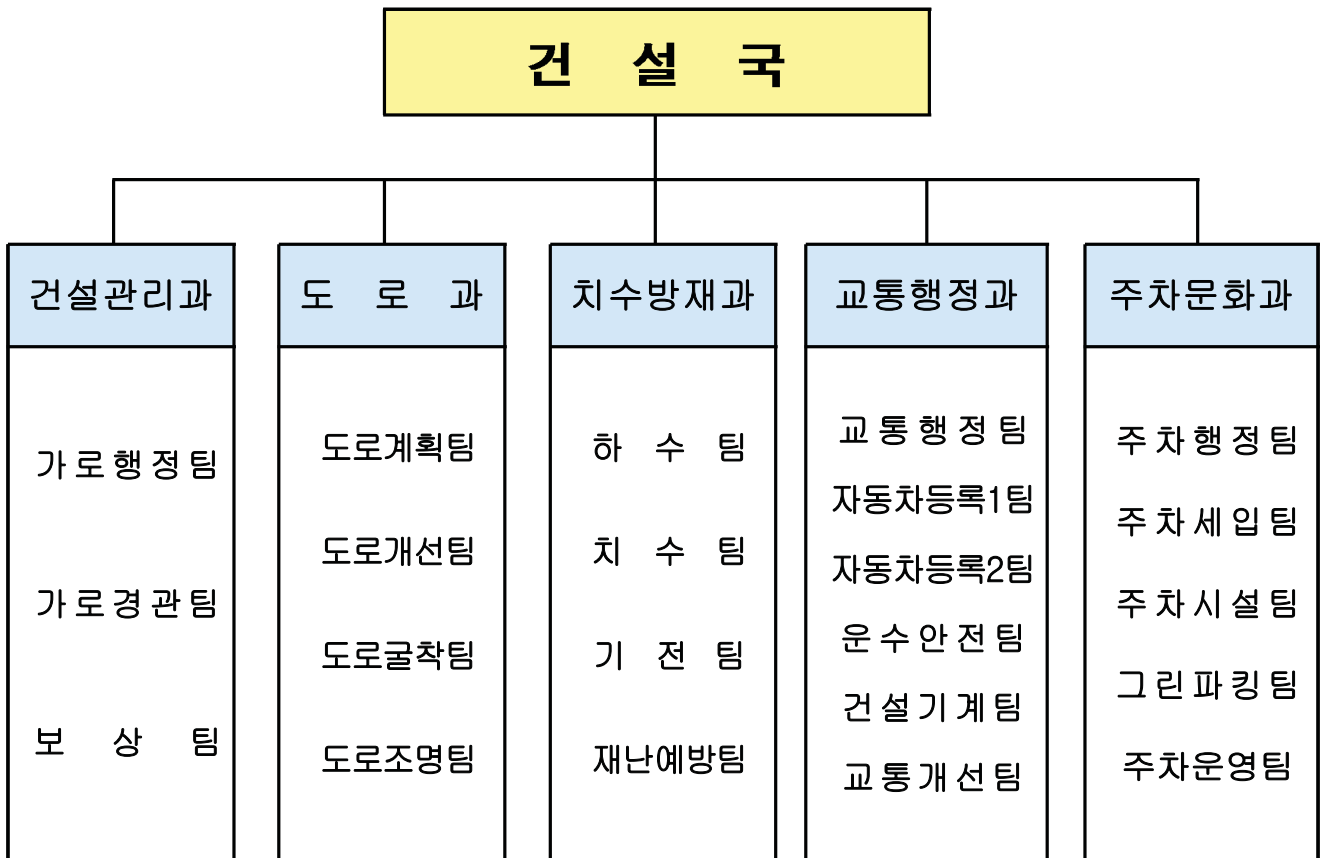 건 설 국
건설관리과
가로행정팀
가로경관팀
보 상 팀
도 로 과
도로계획팀
도로개선팀
도로굴착팀
도로조명팀
치수방재과
하 수 팀
치 수 팀
기 전 팀
재난예방팀
교통행정과
교통행정팀
자동차등록1팀
자동차등록2팀
운수안전팀
건설기계팀
교통개선팀
주차문화과
주차행정팀
주차세입팀
주차시설팀
그린파킹팀
주차운영팀